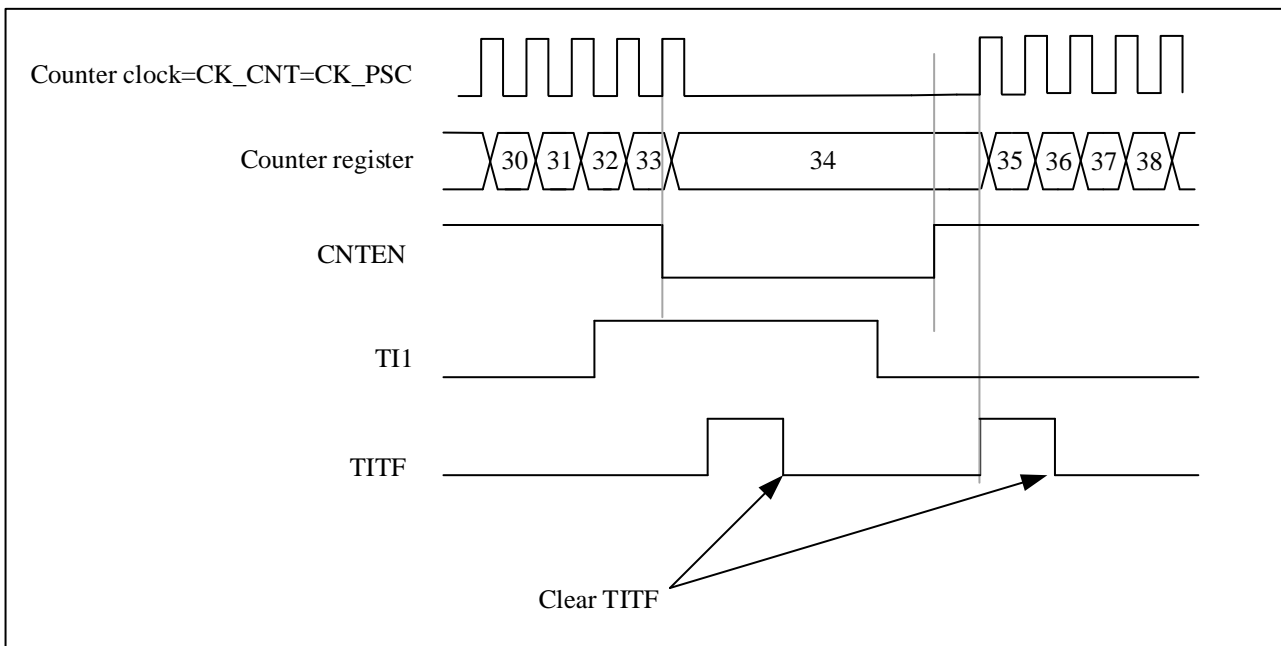 Counter clock=CK_CNT=CK_PSC
Counter register
30 31 32 33 34 35 36 37 38
CNTEN
TI1
TITF
Clear TITF